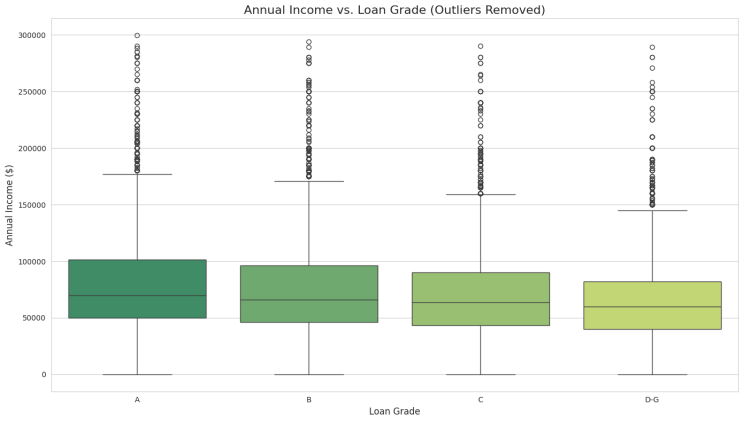 Annual Income vs. Loan Grade (Outliers Removed)
300000
250000
200000
150000
100000
50000
0
Annual Income ($)
A B C D-G
Loan Grade